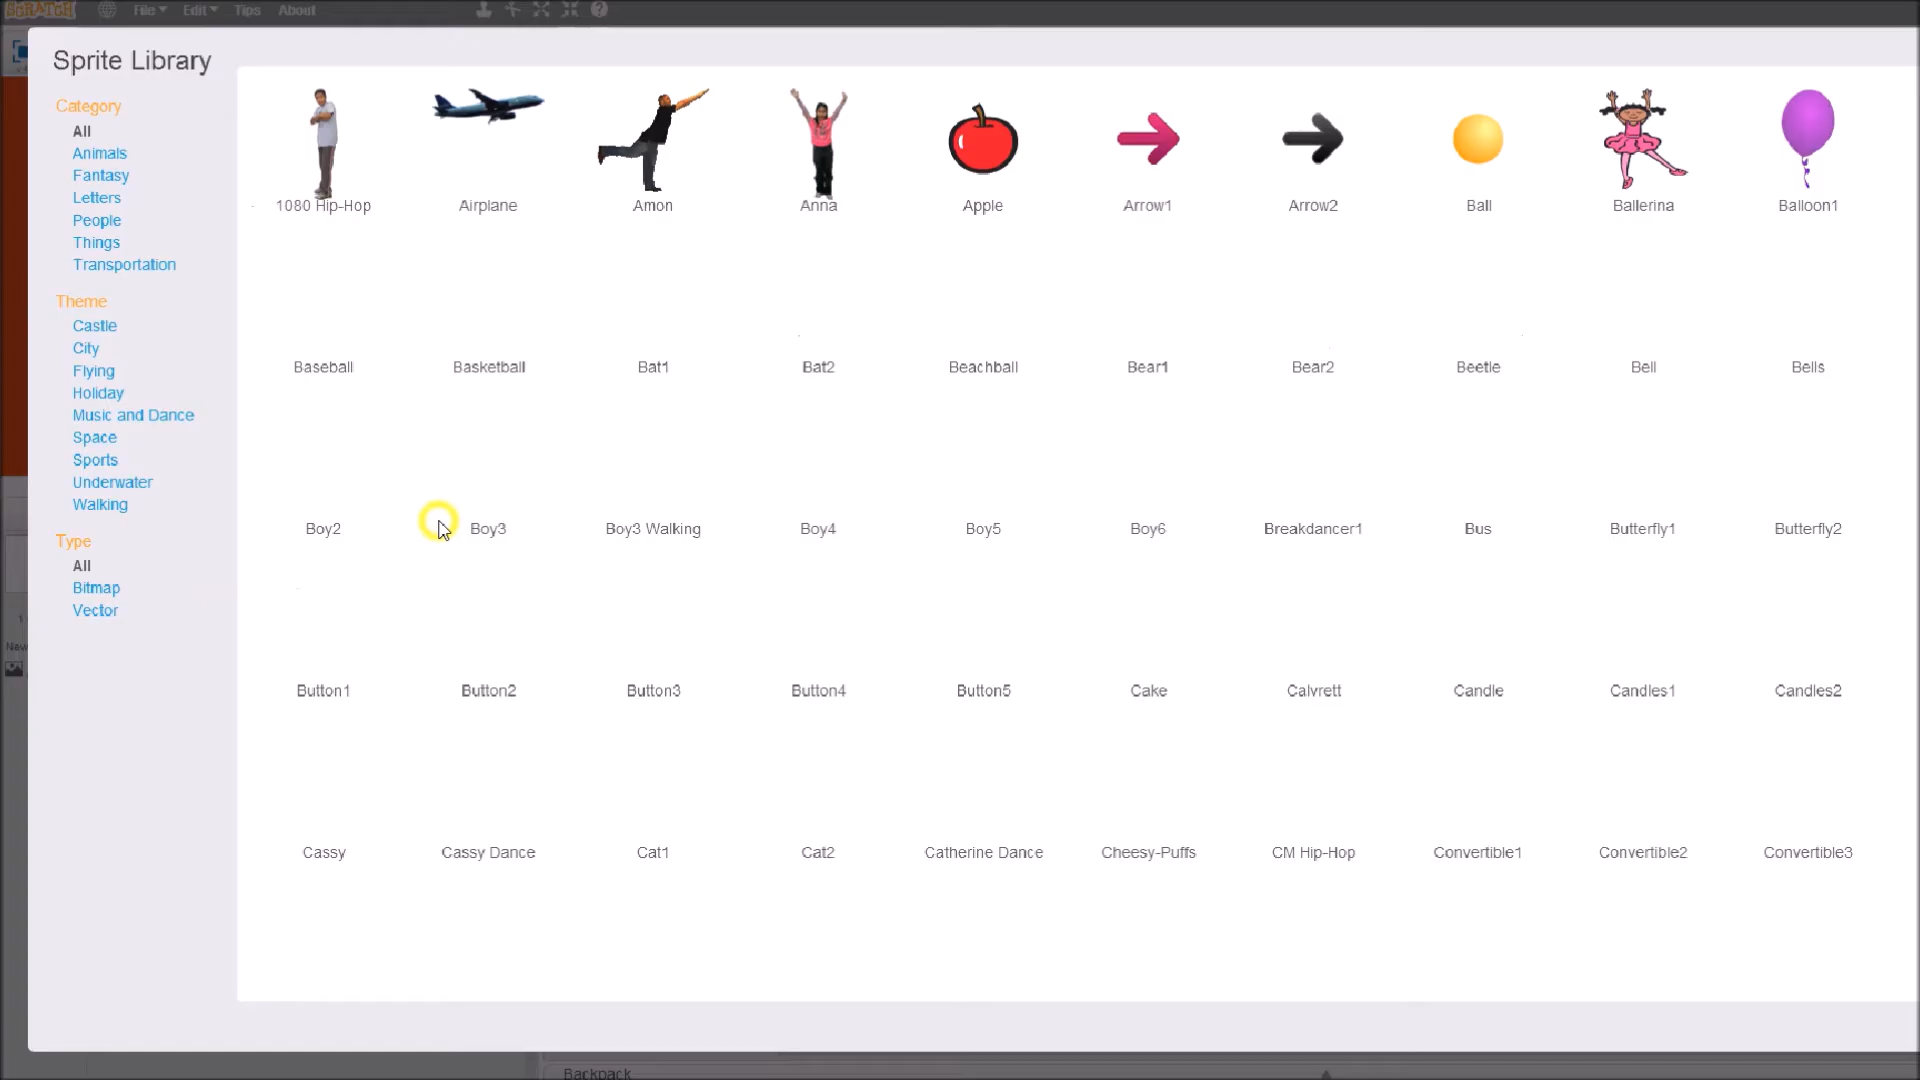 SCRATCH File Edit Tips About
Sprite Library
Category
All
Animals
Fantasy
Letters
People
Things
Transportation
Theme
Castle
City
Flying
Holiday
Music and Dance
Space
Sports
Underwater
Walking
Type
All
Bitmap
Vector
1080 Hip-Hop Airplane Amon Anna Apple Arrow1 Arrow2 Ball Ballerina Balloon1
Baseball Basketball Bat1 Bat2 Beachball Bear1 Bear2 Beetle Bell Bells
Boy2 Boy3 Boy3 Walking Boy4 Boy5 Boy6 Breakdancer1 Bus Butterfly1 Butterfly2
Button1 Button2 Button3 Button4 Button5 Cake Calvrett Candle Candles1 Candles2
Cassy Cassy Dance Cat1 Cat2 Catherine Dance Cheesy-Puffs CM Hip-Hop Convertible1 Convertible2 Convertible3
New
Backpack